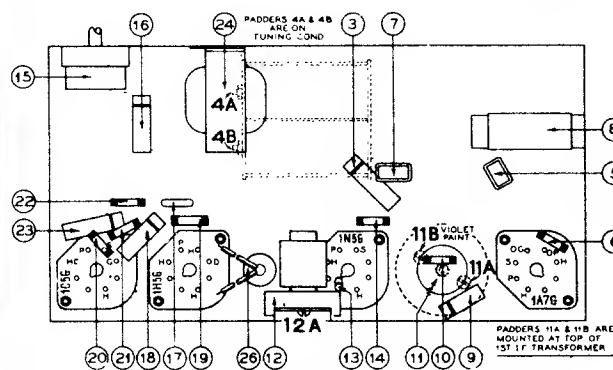 16
24
PADDERS 4A & 4B
ARE ON
TUNING COND
3
7
15
4A
4B
8
5
22
23
17
1N5G
11B
VIOLET
PAINT
11A
6
1C5G
1H5G
1A7G
12A
20
21
18
17
19
26
12
13
14
11
10
9
PADDERS 11A & 11B ARE
MOUNTED AT TOP OF
1ST I F TRANSFORMER